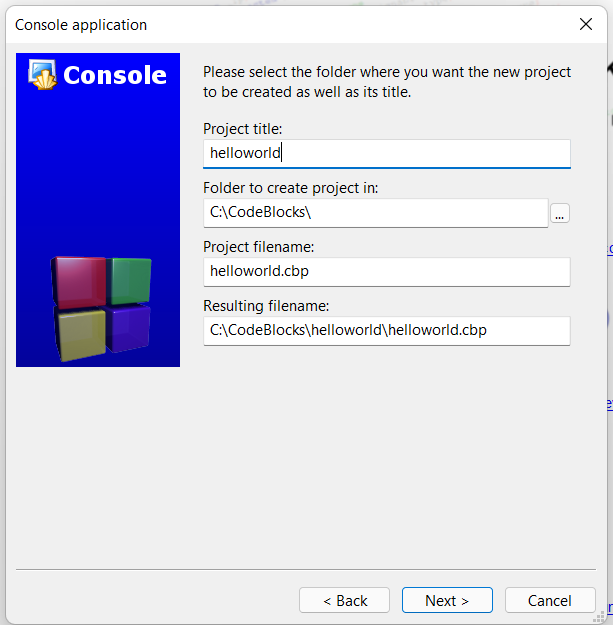 Console application
Console
Please select the folder where you want the new project
to be created as well as its title.
Project title:
helloworld
Folder to create project in:
C:\CodeBlocks\
...
Project filename:
helloworld.cbp
Resulting filename:
C:\CodeBlocks\helloworld\helloworld.cbp
< Back
Next >
Cancel